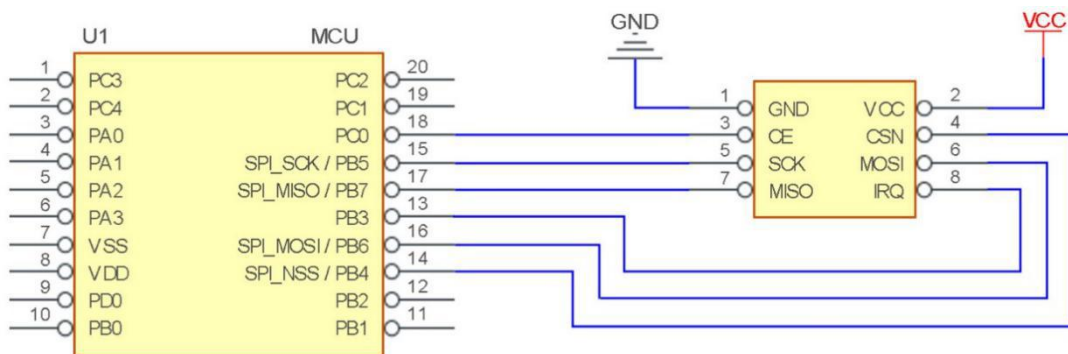 GND
VCC
U1 MCU
1 PC3 PC2 20
2 PC4 PC1 19
3 PA0 PC0 18
4 PA1 SPI_SCK / PB5 15
5 PA2 SPI_MISO / PB7 17
6 PA3 PB3 13
7 VSS SPI_MOSI / PB6 16
8 VDD SPI_NSS / PB4 14
9 PD0 PB2 12
10 PB0 PB1 11
1 GND VCC 2
3 CE CSN 4
5 SCK MOSI 6
7 MISO IRQ 8